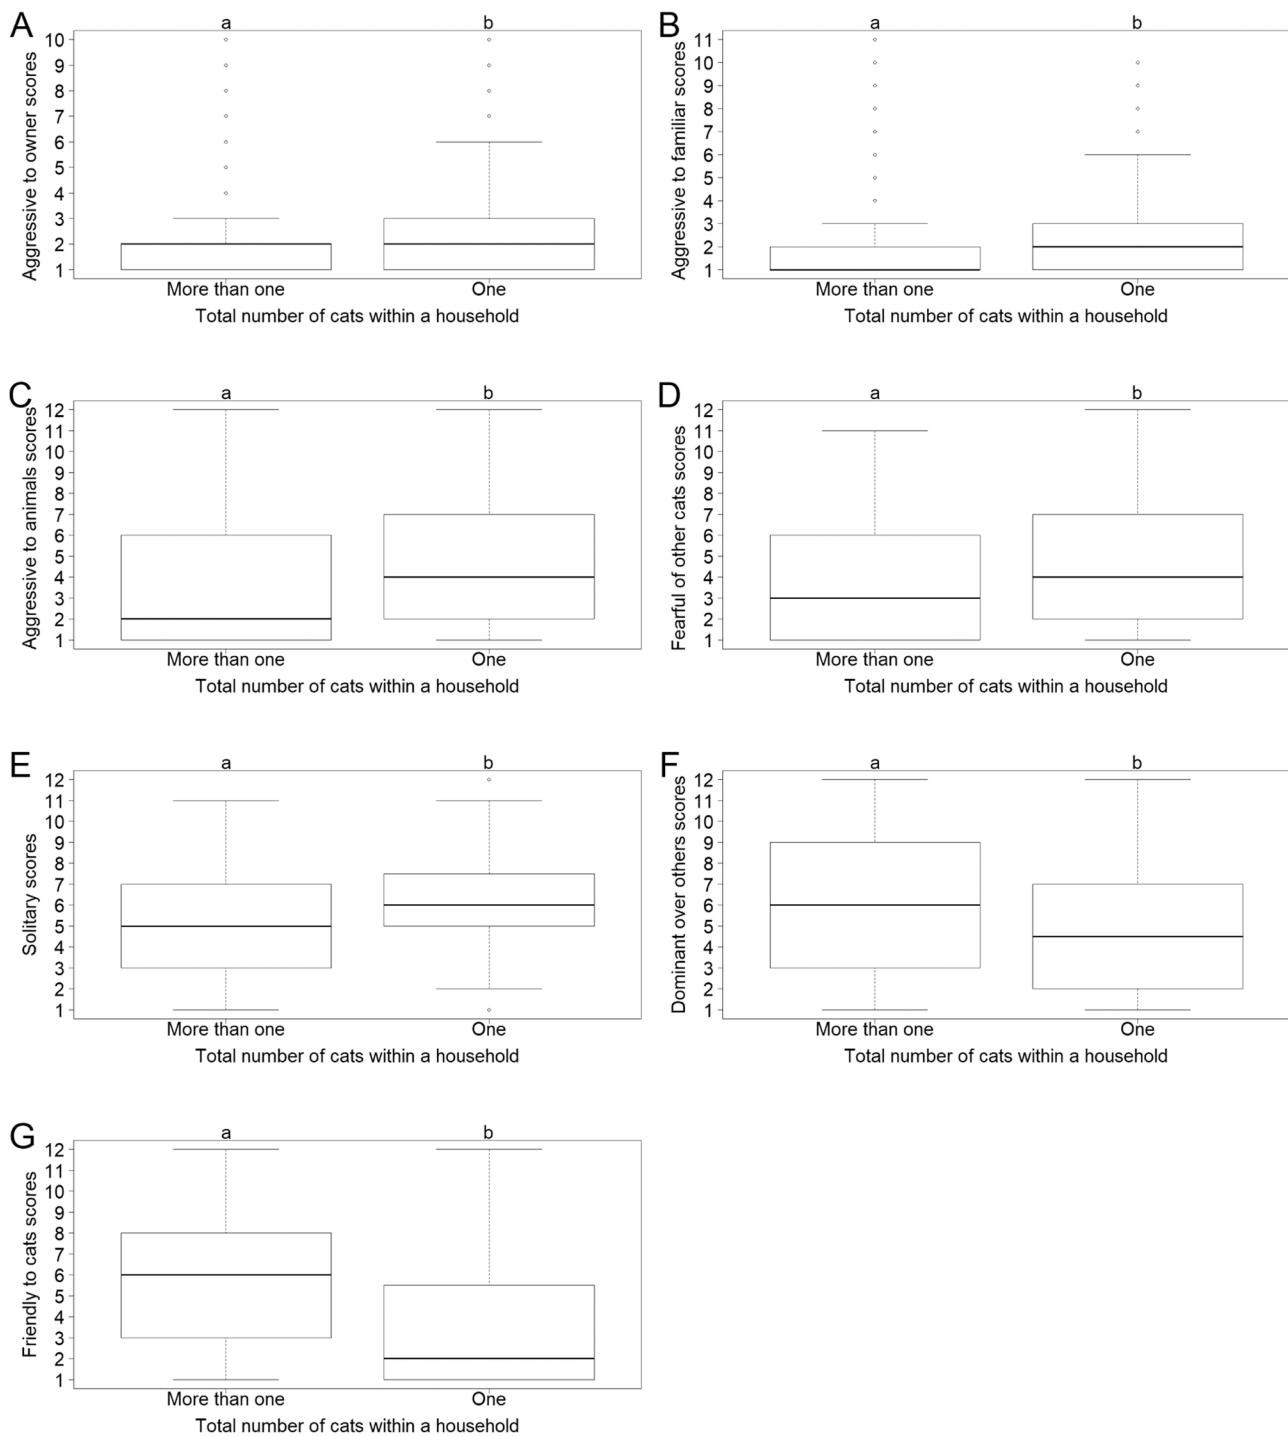 A
a b
Aggressive to owner scores
10
9
8
7
6
5
4
3
2
1
More than one One
Total number of cats within a household
B
a b
Aggressive to familiar scores
11
10
9
8
7
6
5
4
3
2
1
More than one One
Total number of cats within a household
C
a b
Aggressive to animals scores
12
11
10
9
8
7
6
5
4
3
2
1
More than one One
Total number of cats within a household
D
a b
Fearful of other cats scores
12
11
10
9
8
7
6
5
4
3
2
1
More than one One
Total number of cats within a household
E
a b
Solitary scores
12
11
10
9
8
7
6
5
4
3
2
1
More than one One
Total number of cats within a household
F
a b
Dominant over others scores
12
11
10
9
8
7
6
5
4
3
2
1
More than one One
Total number of cats within a household
G
a b
Friendly to cats scores
12
11
10
9
8
7
6
5
4
3
2
1
More than one One
Total number of cats within a household